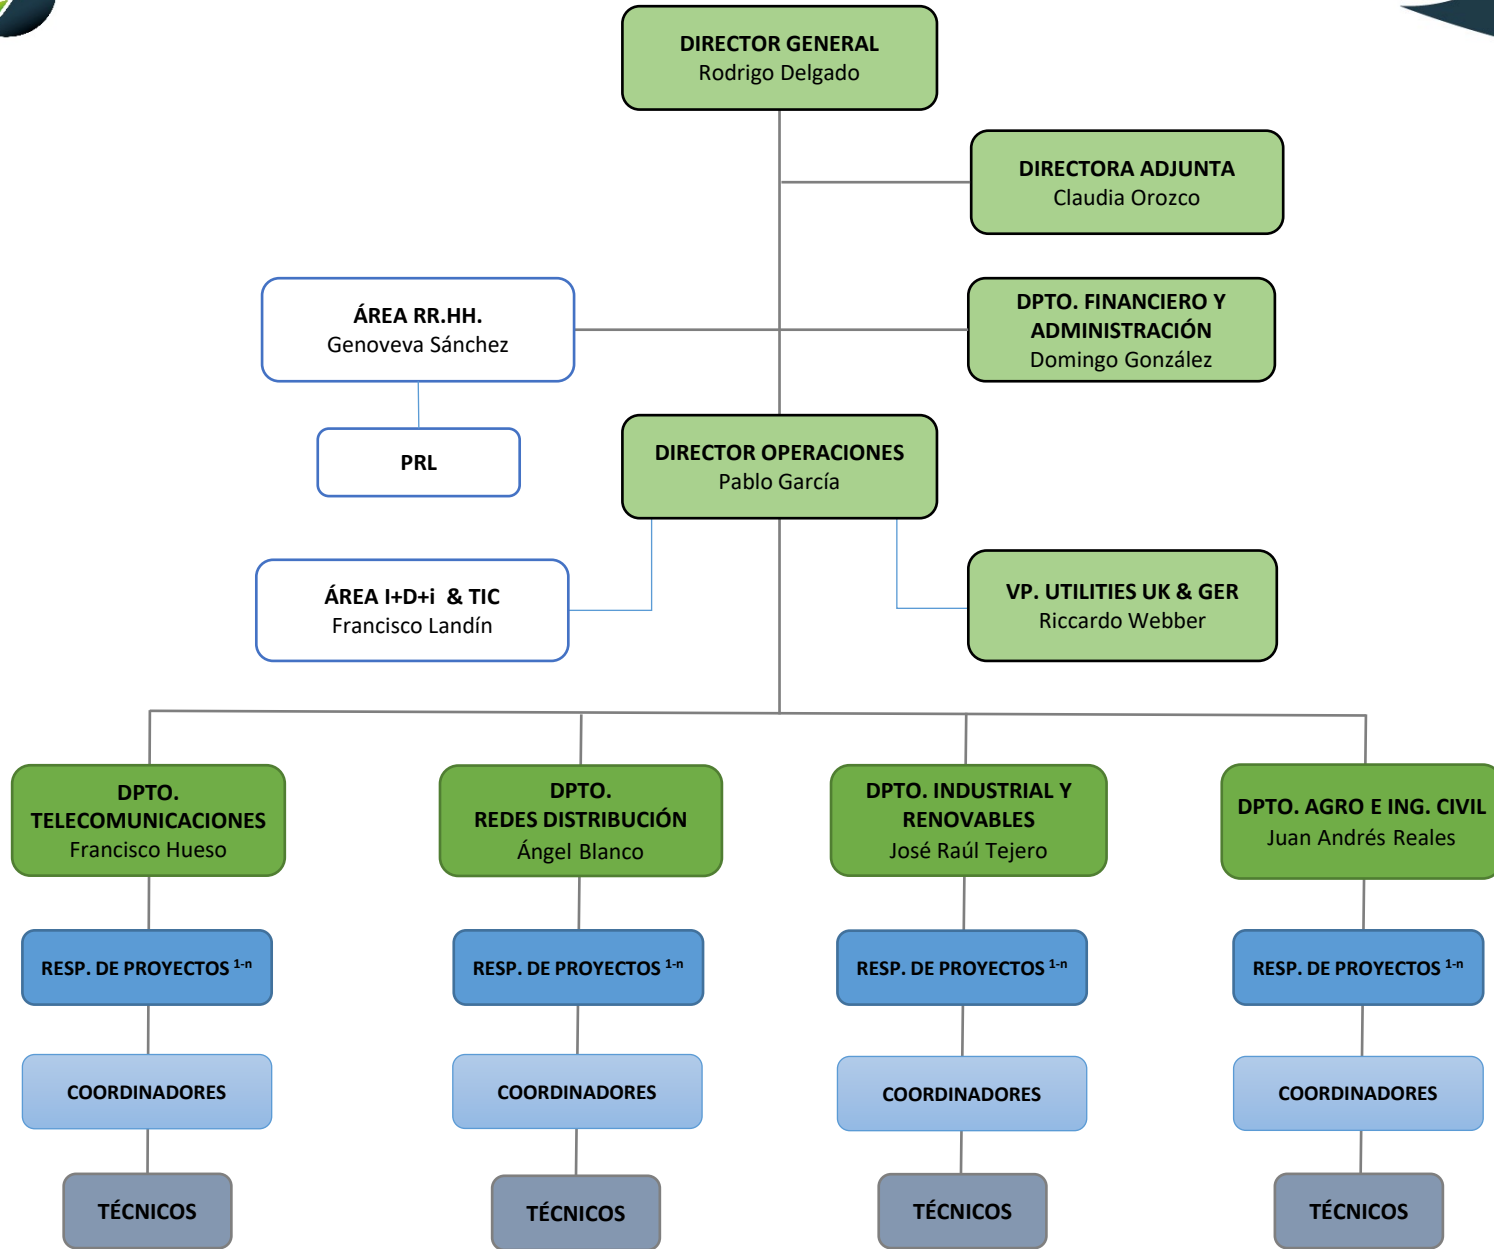 DIRECTOR GENERAL
Rodrigo Delgado
DIRECTORA ADJUNTA
Claudia Orozco
ÁREA RR.HH.
Genoveva Sánchez
DPTO. FINANCIERO Y
ADMINISTRACIÓN
Domingo González
PRL
DIRECTOR OPERACIONES
Pablo García
ÁREA I+D+i & TIC
Francisco Landín
VP. UTILITIES UK & GER
Riccardo Webber
DPTO.
TELECOMUNICACIONES
Francisco Hueso
DPTO.
REDES DISTRIBUCIÓN
Ángel Blanco
DPTO. INDUSTRIAL Y
RENOVABLES
José Raúl Tejero
DPTO. AGRO E ING. CIVIL
Juan Andrés Reales
RESP. DE PROYECTOS 1-n
RESP. DE PROYECTOS 1-n
RESP. DE PROYECTOS 1-n
RESP. DE PROYECTOS 1-n
COORDINADORES
COORDINADORES
COORDINADORES
COORDINADORES
TÉCNICOS
TÉCNICOS
TÉCNICOS
TÉCNICOS